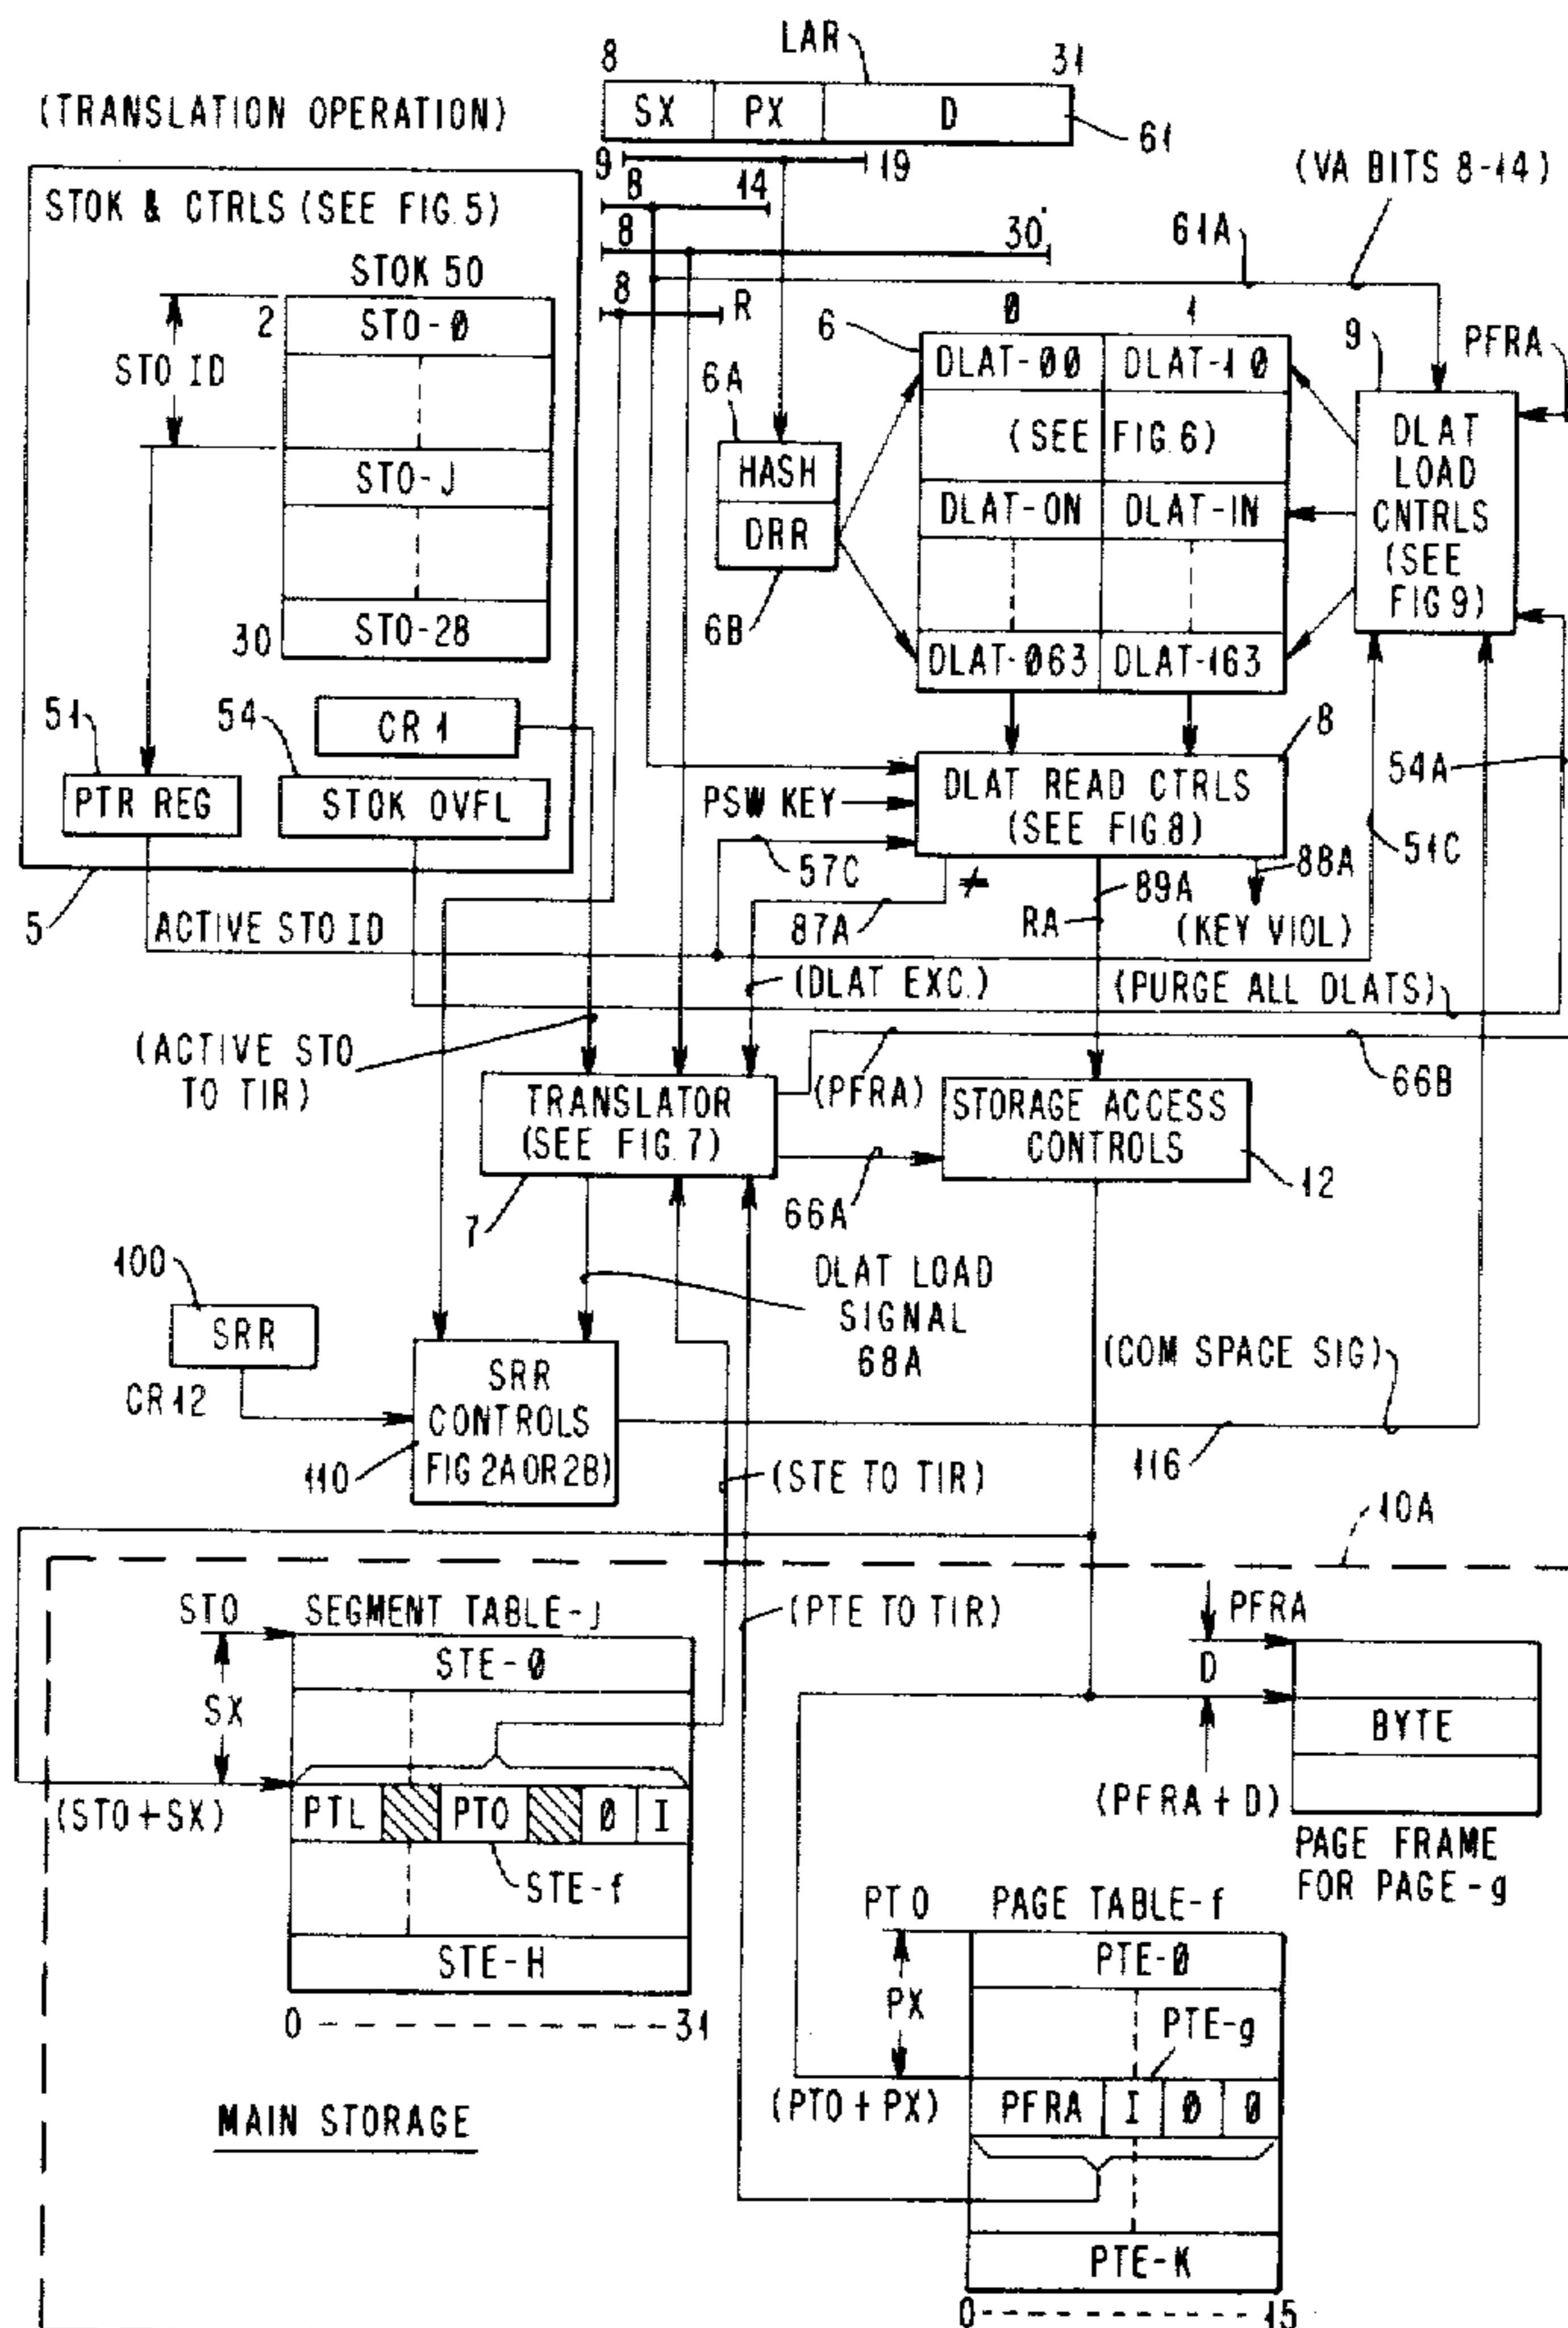 LAR
8
31
(TRANSLATION OPERATION)
SX
PX
D
61
9
19
(VA BITS 8-14)
STOK & CTRLS (SEE FIG.5)
8
14
8
30
61A
STOK 50
8
R
0
1
2
STO-0
6
DLAT-00
DLAT-10
9
PFRA
STO ID
6A
(SEE FIG.6)
DLAT
LOAD
CNTRLS
(SEE
FIG 9)
HASH
STO-J
DLAT-0N
DLAT-1N
DRR
6B
30
STO-28
DLAT-063
DLAT-163
51
54
CR 1
8
54A
PTR REG
STOK OVFL
PSW KEY
DLAT READ CTRLS
(SEE FIG.8)
57C
≠
89A
88A
51C
5
ACTIVE STO ID
87A
RA
(KEY VIOL)
(DLAT EXC.)
(PURGE ALL DLATS)
(ACTIVE STO
TO TIR)
TRANSLATOR
(SEE FIG.7)
(PFRA)
66B
STORAGE ACCESS
CONTROLS
7
66A
12
100
DLAT LOAD
SIGNAL
68A
SRR
CR12
SRR
CONTROLS
FIG 2A OR 2B)
(COM SPACE SIG)
110
(STE TO TIR)
116
10A
STO
SEGMENT TABLE-J
(PTE TO TIR)
PFRA
STE-0
D
SX
BYTE
(STO+SX)
PTL
PTO
0
I
(PFRA+D)
STE-f
PAGE FRAME
FOR PAGE-g
PTO
PAGE TABLE-f
STE-H
PTE-0
0
31
PX
PTE-g
(PTO+PX)
PFRA
I
0
0
MAIN STORAGE
PTE-K
0
15